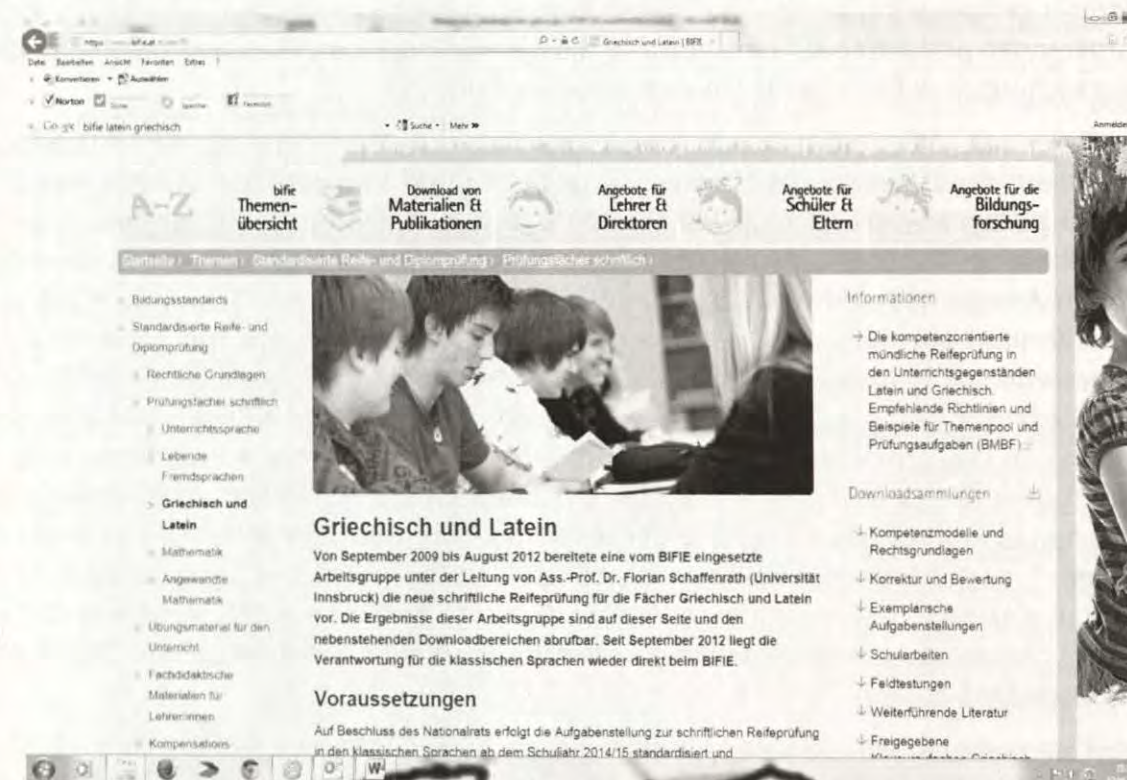 Griechisch und Latein | BIFIE
Datei Bearbeiten Ansicht Favoriten Extras ?
Konvertieren Auswählen
Norton
bifie latein griechisch
Suche Mehr
A-Z
bifie
Themen-
übersicht
Download von
Materialien &
Publikationen
Angebote für
Lehrer &
Direktoren
Angebote für
Schüler &
Eltern
Angebote für die
Bildungs-
forschung
Startseite › Themen › Standardisierte Reife- und Diplomprüfung › Prüfungsfächer schriftlich ›
Bildungsstandards
Standardisierte Reife- und
Diplomprüfung
Rechtliche Grundlagen
Prüfungsfächer schriftlich
Unterrichtssprache
Lebende
Fremdsprachen
> Griechisch und
Latein
Mathematik
Angewandte
Mathematik
Übungsmaterial für den
Unterricht
Fachdidaktische
Materialien für
Lehrer/innen
Kompensations-
Griechisch und Latein
Von September 2009 bis August 2012 bereitete eine vom BIFIE eingesetzte
Arbeitsgruppe unter der Leitung von Ass.-Prof. Dr. Florian Schaffenrath (Universität
Innsbruck) die neue schriftliche Reifeprüfung für die Fächer Griechisch und Latein
vor. Die Ergebnisse dieser Arbeitsgruppe sind auf dieser Seite und den
nebenstehenden Downloadbereichen abrufbar. Seit September 2012 liegt die
Verantwortung für die klassischen Sprachen wieder direkt beim BIFIE.
Voraussetzungen
Auf Beschluss des Nationalrats erfolgt die Aufgabenstellung zur schriftlichen Reifeprüfung
in den klassischen Sprachen ab dem Schuljahr 2014/15 standardisiert und
Informationen
→ Die kompetenzorientierte
mündliche Reifeprüfung in
den Unterrichtsgegenständen
Latein und Griechisch.
Empfehlende Richtlinien und
Beispiele für Themenpool und
Prüfungsaufgaben (BMBF)
Downloadsammlungen
↓ Kompetenzmodelle und
Rechtsgrundlagen
↓ Korrektur und Bewertung
↓ Exemplarische
Aufgabenstellungen
↓ Schularbeiten
↓ Feldtestungen
↓ Weiterführende Literatur
↓ Freigegebene